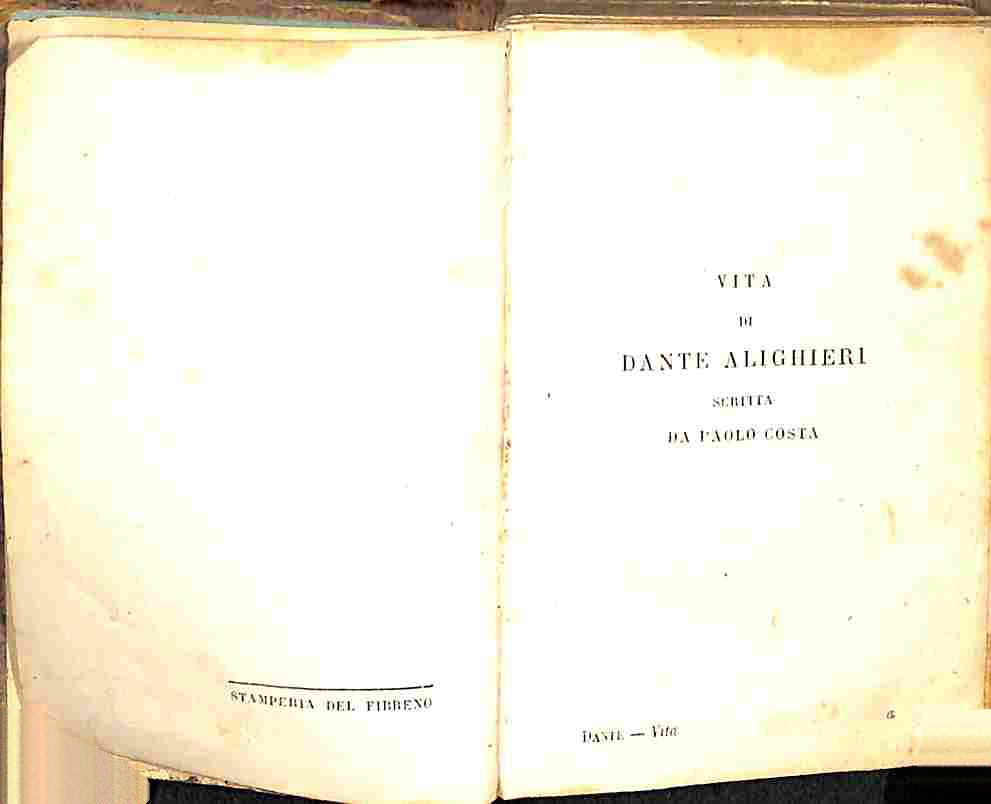 STAMPERIA DEL FIBRENO
VITA
DI
DANTE ALIGHIERI
SCRITTA
DA PAOLO COSTA
DANTE — Vita
a